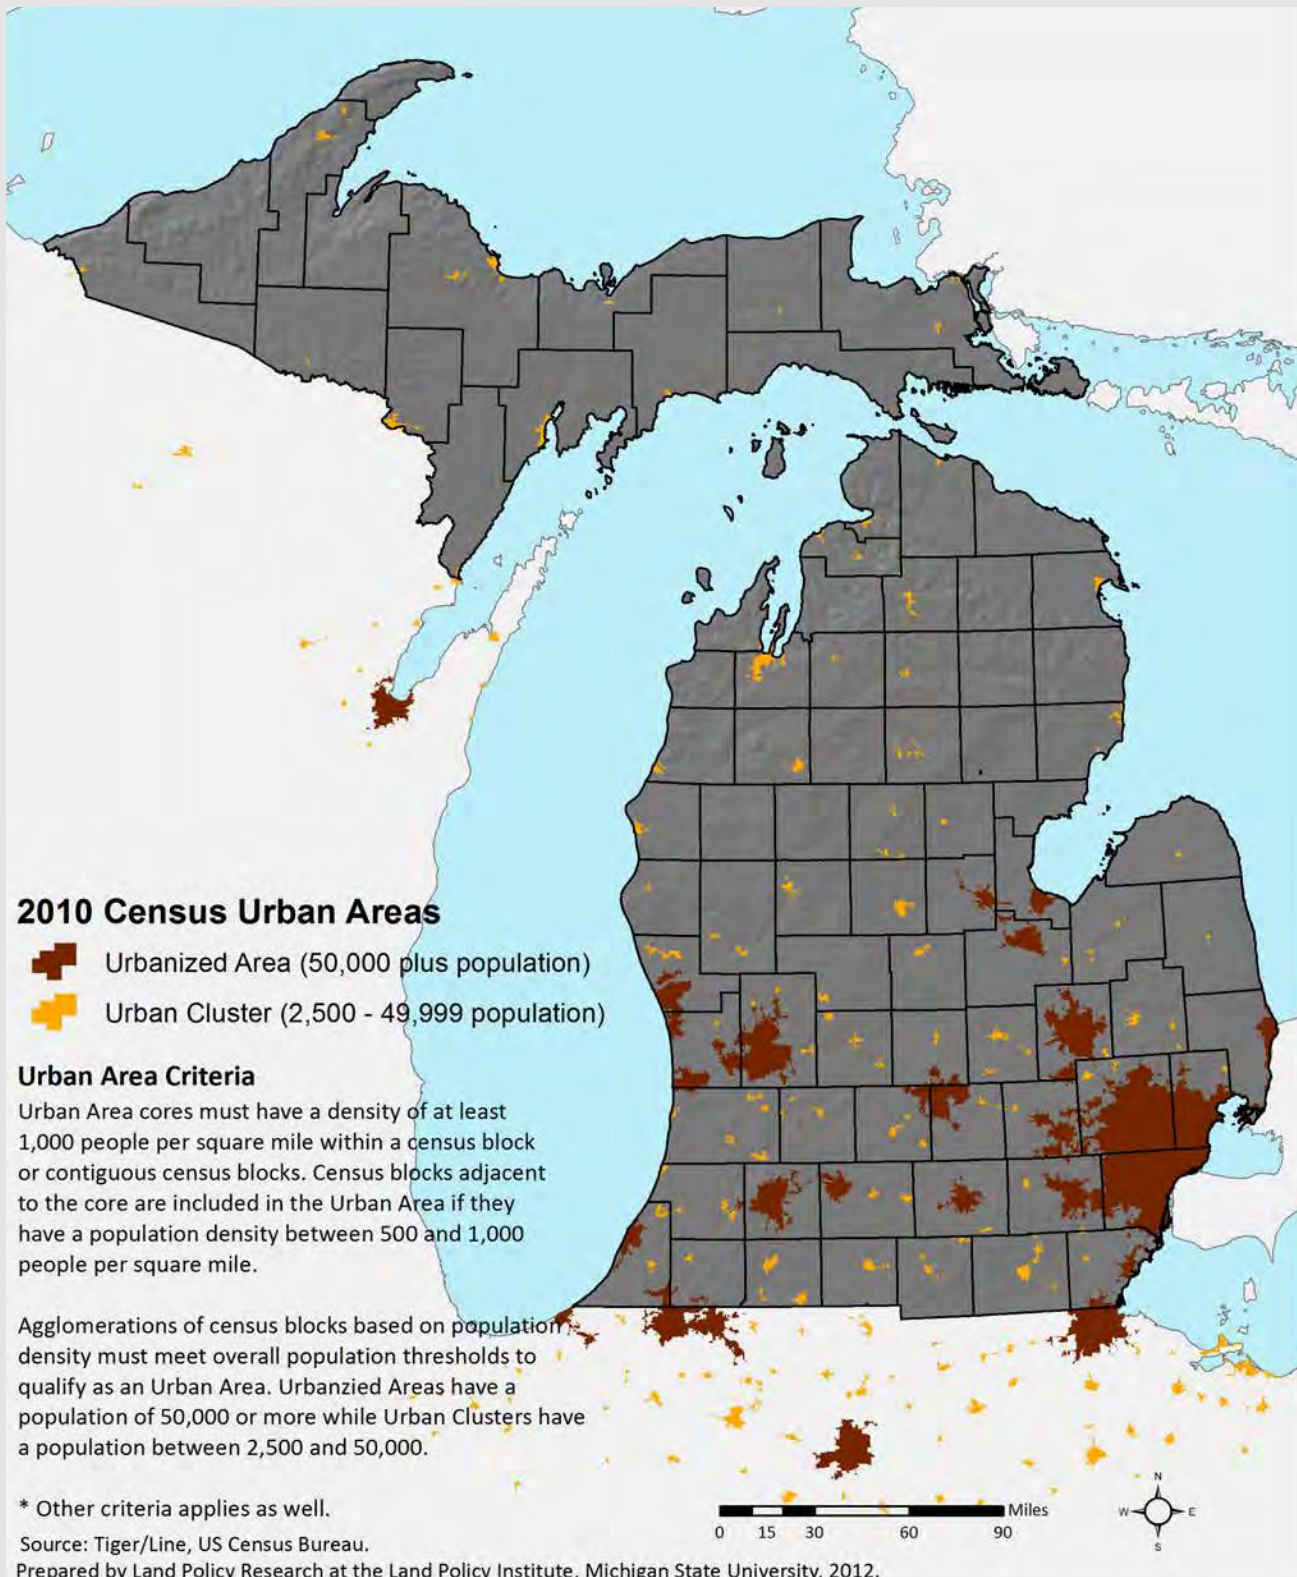 2010 Census Urban Areas
Urbanized Area (50,000 plus population)
Urban Cluster (2,500 - 49,999 population)
Urban Area Criteria
Urban Area cores must have a density of at least
1,000 people per square mile within a census block
or contiguous census blocks. Census blocks adjacent
to the core are included in the Urban Area if they
have a population density between 500 and 1,000
people per square mile.
Agglomerations of census blocks based on population
density must meet overall population thresholds to
qualify as an Urban Area. Urbanzied Areas have a
population of 50,000 or more while Urban Clusters have
a population between 2,500 and 50,000.
* Other criteria applies as well.
Source: Tiger/Line, US Census Bureau.
Prepared by Land Policy Research at the Land Policy Institute, Michigan State University, 2012.
Miles
0 15 30 60 90
N
W E
S